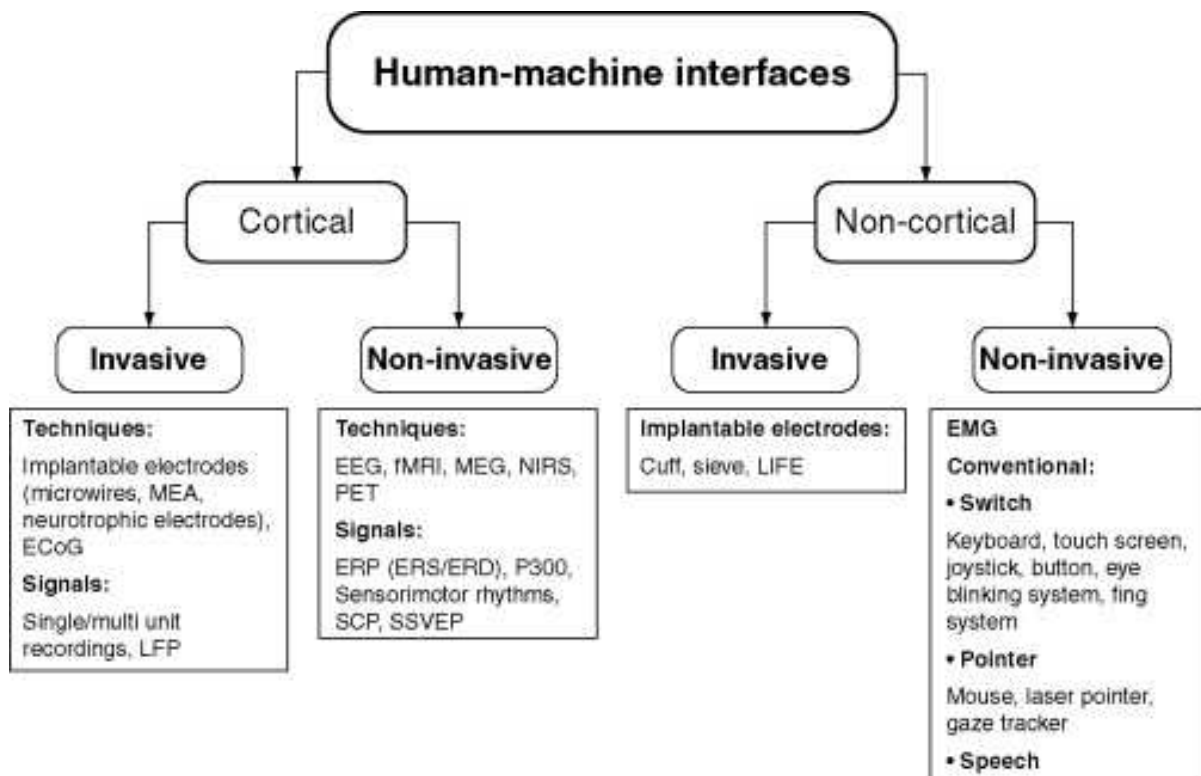 Human-machine interfaces
Cortical
Non-cortical
Invasive
Non-invasive
Invasive
Non-invasive
Techniques:
Implantable electrodes
(microwires, MEA,
neurotrophic electrodes),
ECoG
Signals:
Single/multi unit
recordings, LFP
Techniques:
EEG, fMRI, MEG, NIRS,
PET
Signals:
ERP (ERS/ERD), P300,
Sensorimotor rhythms,
SCP, SSVEP
Implantable electrodes:
Cuff, sieve, LIFE
EMG
Conventional:
• Switch
Keyboard, touch screen,
joystick, button, eye
blinking system, fing
system
• Pointer
Mouse, laser pointer,
gaze tracker
• Speech